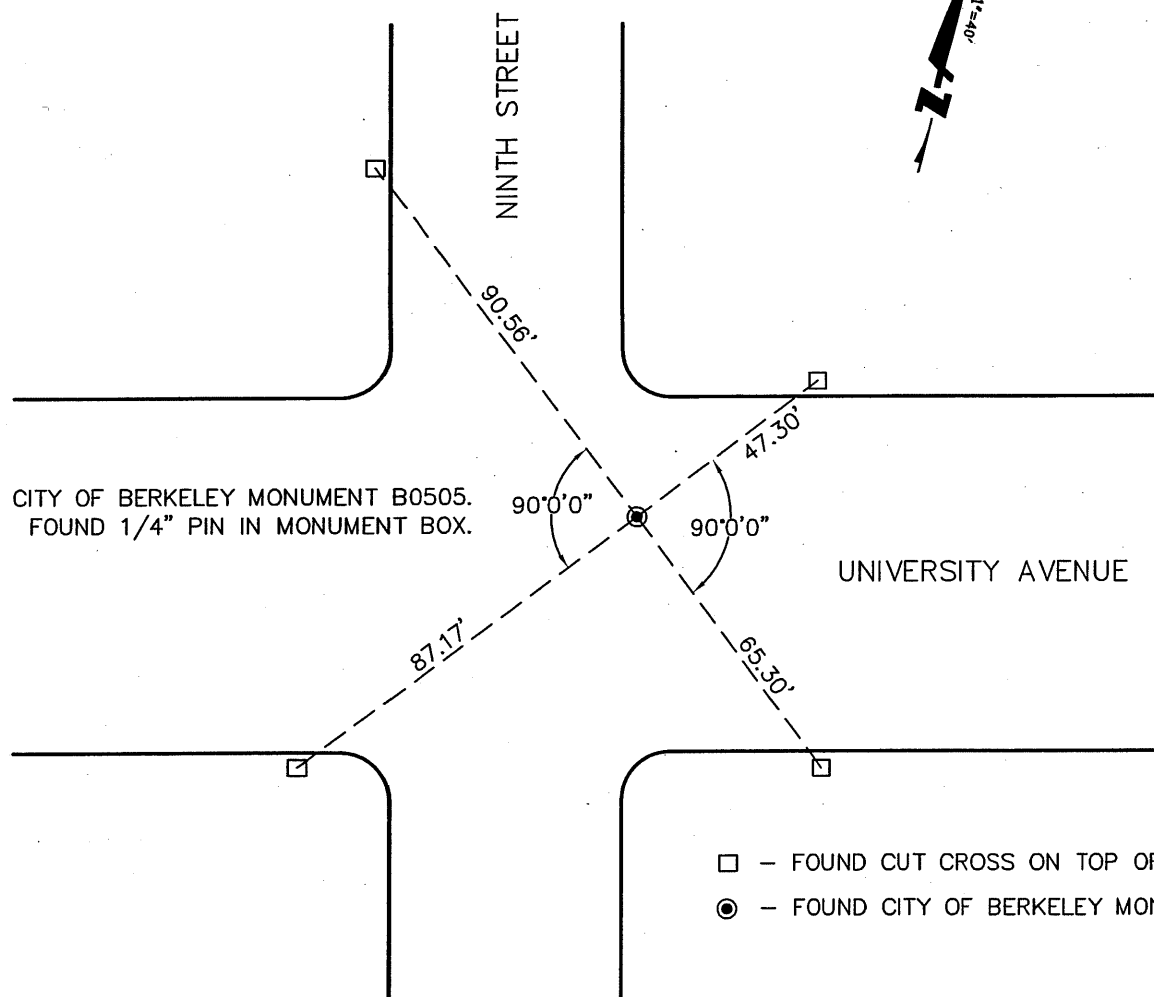 1"=40'
N
NINTH STREET
90.56'
47.30'
CITY OF BERKELEY MONUMENT B0505.
FOUND 1/4" PIN IN MONUMENT BOX.
90°0'0"
90°0'0"
UNIVERSITY AVENUE
87.17'
65.30'
□ – FOUND CUT CROSS ON TOP
◉ – FOUND CITY OF BERKELEY